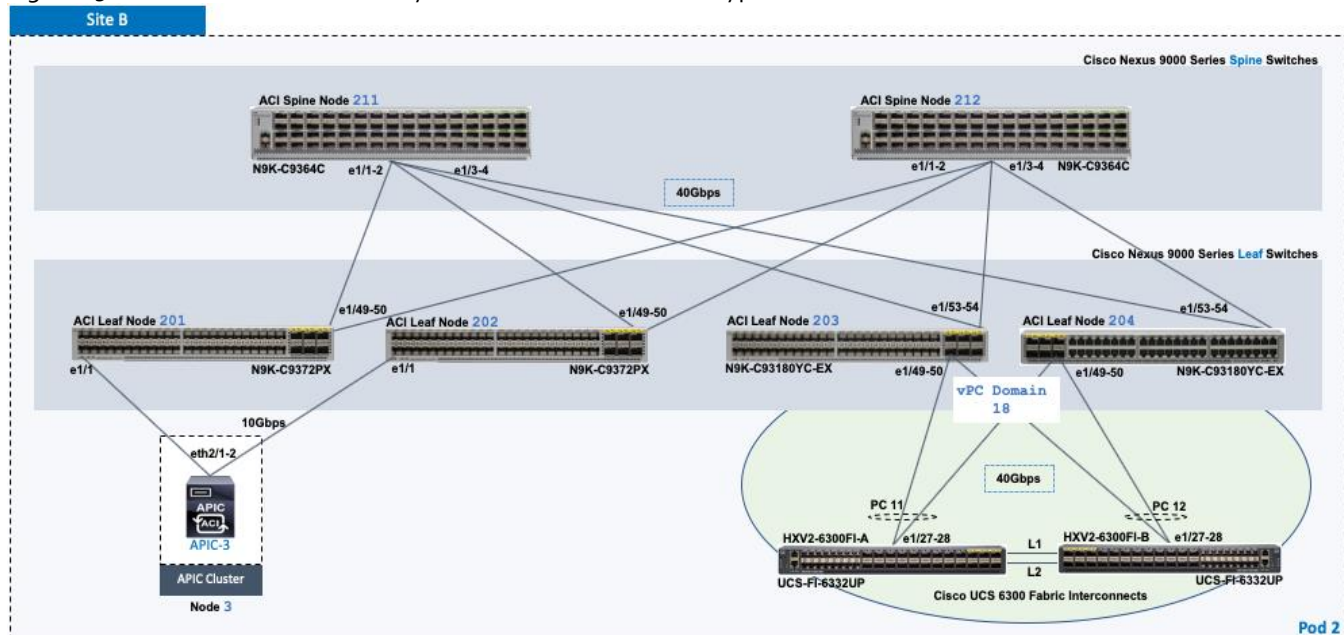 Site B
Cisco Nexus 9000 Series Spine Switches
ACI Spine Node 211
ACI Spine Node 212
N9K-C9364C e1/1-2 e1/3-4
e1/1-2 e1/3-4 N9K-C9364C
40Gbps
Cisco Nexus 9000 Series Leaf Switches
e1/49-50
e1/49-50
e1/53-54
e1/53-54
ACI Leaf Node 201
ACI Leaf Node 202
ACI Leaf Node 203
ACI Leaf Node 204
e1/1
N9K-C9372PX
e1/1
N9K-C9372PX
N9K-C93180YC-EX
e1/49-50
e1/49-50
N9K-C93180YC-EX
vPC Domain
18
10Gbps
eth2/1-2
APIC
ACI
APIC-3
APIC Cluster
Node 3
40Gbps
PC 11
PC 12
HXV2-6300FI-A e1/27-28
L1
HXV2-6300FI-B e1/27-28
L2
UCS-FI-6332UP
UCS-FI-6332UP
Cisco UCS 6300 Fabric Interconnects
Pod 2